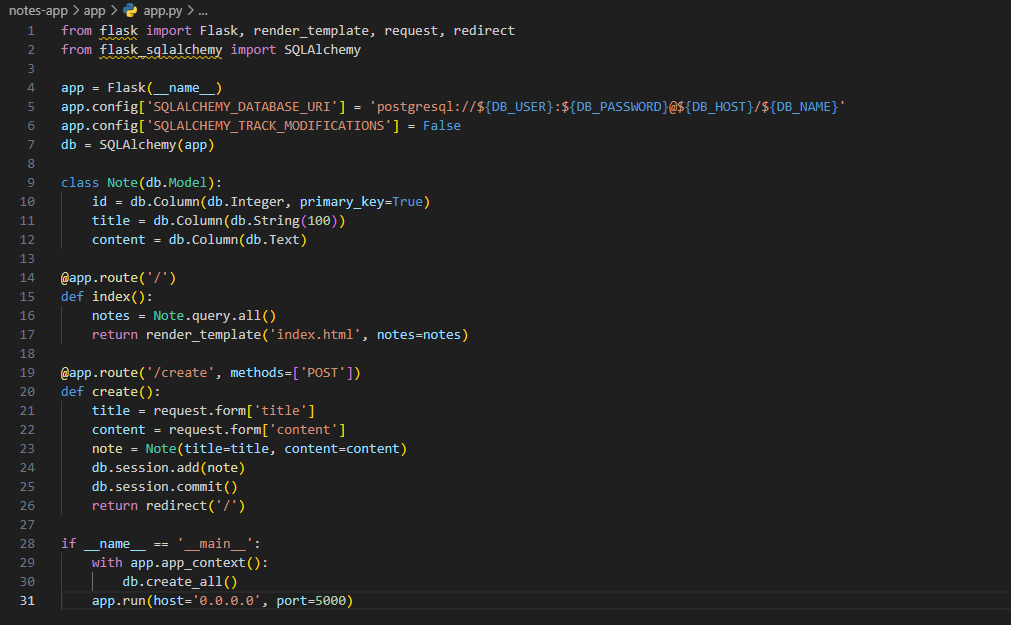 notes-app > app > app.py > ...
1 from flask import Flask, render_template, request, redirect
2 from flask_sqlalchemy import SQLAlchemy
3
4 app = Flask(__name__)
5 app.config['SQLALCHEMY_DATABASE_URI'] = 'postgresql://${DB_USER}:${DB_PASSWORD}@${DB_HOST}/${DB_NAME}'
6 app.config['SQLALCHEMY_TRACK_MODIFICATIONS'] = False
7 db = SQLAlchemy(app)
8
9 class Note(db.Model):
10     id = db.Column(db.Integer, primary_key=True)
11     title = db.Column(db.String(100))
12     content = db.Column(db.Text)
13
14 @app.route('/')
15 def index():
16     notes = Note.query.all()
17     return render_template('index.html', notes=notes)
18
19 @app.route('/create', methods=['POST'])
20 def create():
21     title = request.form['title']
22     content = request.form['content']
23     note = Note(title=title, content=content)
24     db.session.add(note)
25     db.session.commit()
26     return redirect('/')
27
28 if __name__ == '__main__':
29     with app.app_context():
30         db.create_all()
31     app.run(host='0.0.0.0', port=5000)